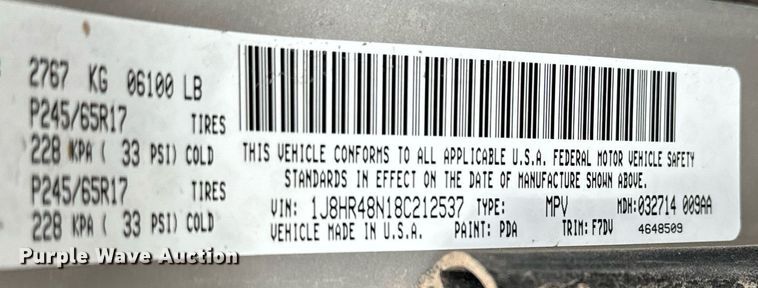 2767 KG 06100 LB
P245/65R17 TIRES
228 KPA ( 33 PSI) COLD
P245/65R17 TIRES
228 KPA ( 33 PSI) COLD
THIS VEHICLE CONFORMS TO ALL APPLICABLE U.S.A. FEDERAL MOTOR VEHICLE SAFETY
STANDARDS IN EFFECT ON THE DATE OF MANUFACTURE SHOWN ABOVE.
VIN: 1J8HR48N18C212537 TYPE: MPV MDH:032714 009AA
VEHICLE MADE IN U.S.A. PAINT: PDA TRIM: F7DV 4648509
Purple Wave Auction